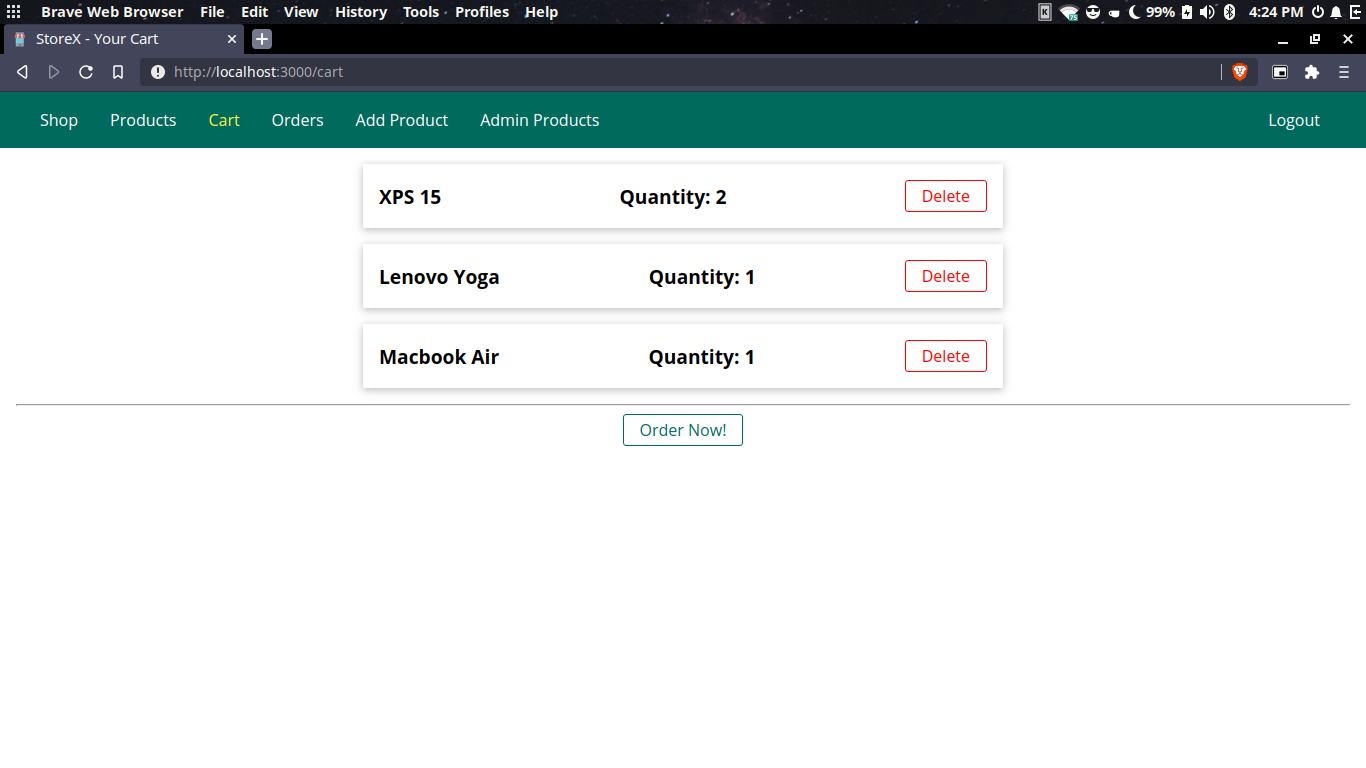 Brave Web Browser File Edit View History Tools Profiles Help K 75 99% 4:24 PM
StoreX - Your Cart
http://localhost:3000/cart
Shop Products Cart Orders Add Product Admin Products Logout
XPS 15 Quantity: 2 Delete
Lenovo Yoga Quantity: 1 Delete
Macbook Air Quantity: 1 Delete
Order Now!